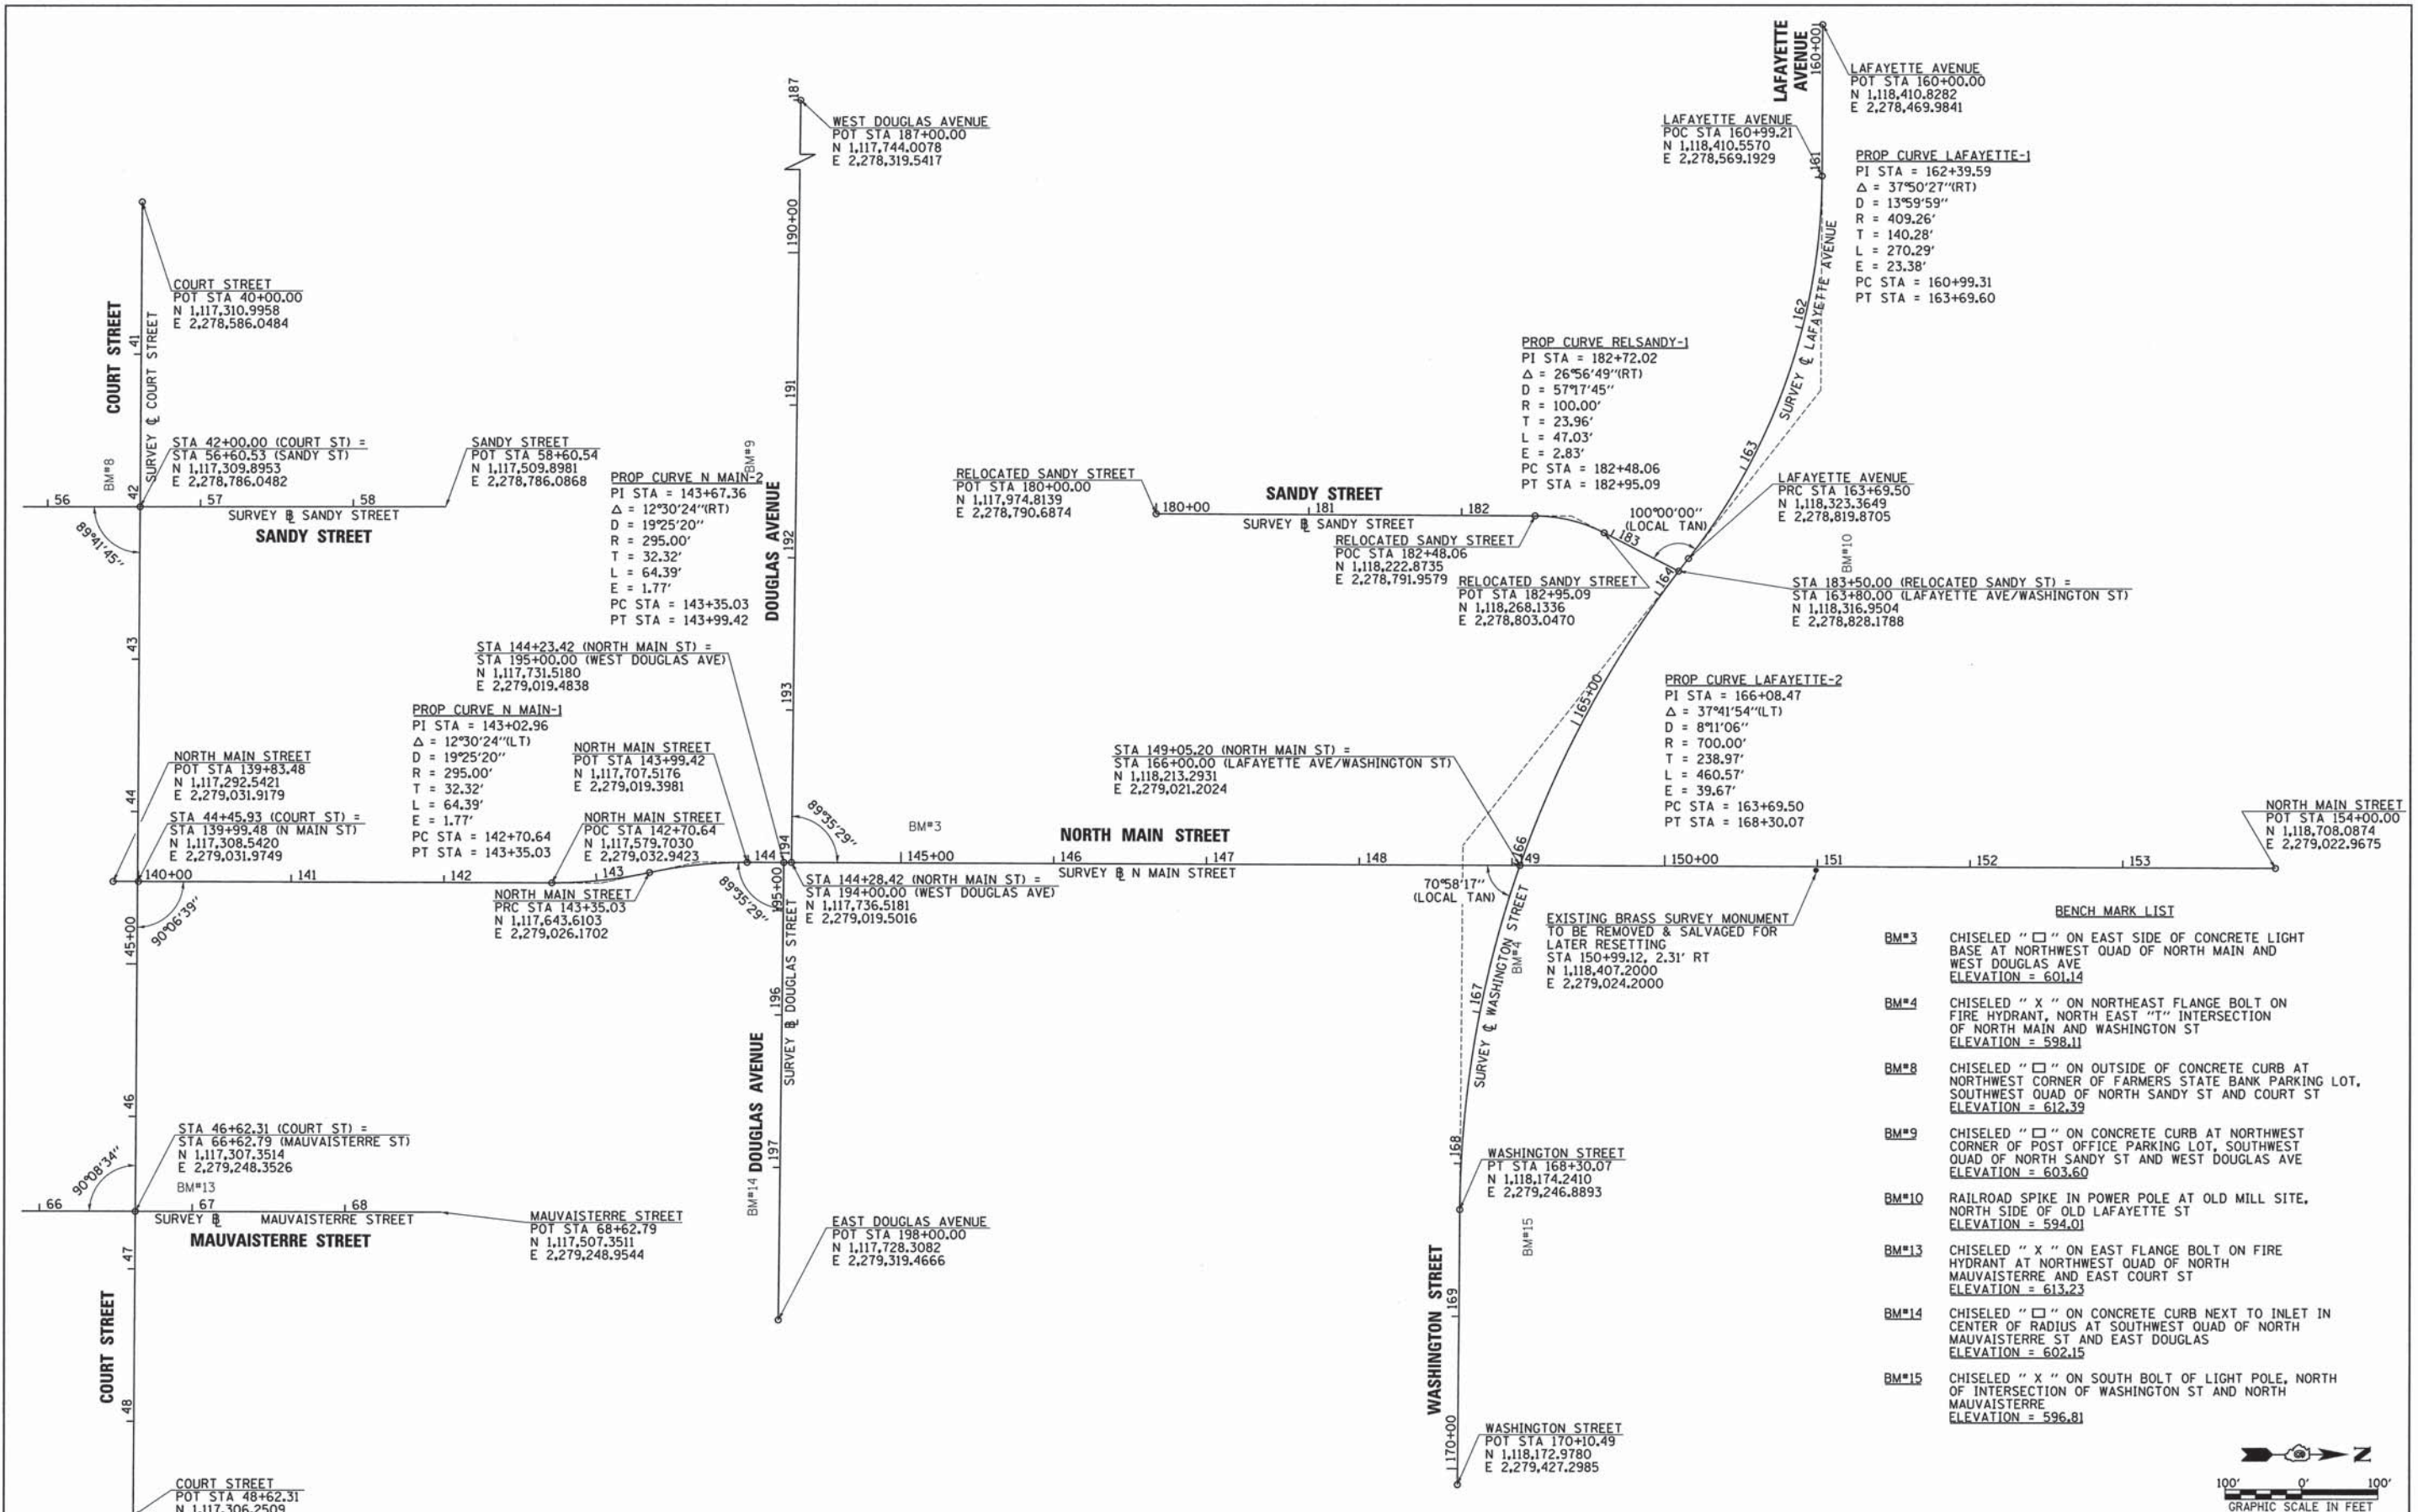 LAFAYETTE
AVENUE
160+00
LAFAYETTE AVENUE
POT STA 160+00.00
N 1,118,410.8282
E 2,278,469.9841
187
WEST DOUGLAS AVENUE
POT STA 187+00.00
N 1,117,744.0078
E 2,278,319.5417
LAFAYETTE AVENUE
POC STA 160+99.21
N 1,118,410.5570
E 2,278,569.1929
161
PROP CURVE LAFAYETTE-1
PI STA = 162+39.59
Δ = 37°50'27"(RT)
D = 13°59'59"
R = 409.26'
T = 140.28'
L = 270.29'
E = 23.38'
PC STA = 160+99.31
PT STA = 163+69.60
190+00
COURT STREET
POT STA 40+00.00
N 1,117,310.9958
E 2,278,586.0484
COURT STREET
41
SURVEY ℄ COURT STREET
162
SURVEY ℄ LAFAYETTE AVENUE
PROP CURVE RELSANDY-1
PI STA = 182+72.02
Δ = 26°56'49"(RT)
D = 57°17'45"
R = 100.00'
T = 23.96'
L = 47.03'
E = 2.83'
PC STA = 182+48.06
PT STA = 182+95.09
191
BM#8
42
STA 42+00.00 (COURT ST) =
STA 56+60.53 (SANDY ST)
N 1,117,309.8953
E 2,278,786.0482
SANDY STREET
POT STA 58+60.54
N 1,117,509.8981
E 2,278,786.0868
BM#9
PROP CURVE N MAIN-2
PI STA = 143+67.36
Δ = 12°30'24"(RT)
D = 19°25'20"
R = 295.00'
T = 32.32'
L = 64.39'
E = 1.77'
PC STA = 143+35.03
PT STA = 143+99.42
DOUGLAS AVENUE
192
56
57
58
SURVEY ⅊ SANDY STREET
SANDY STREET
89°41'45"
RELOCATED SANDY STREET
POT STA 180+00.00
N 1,117,974.8139
E 2,278,790.6874
180+00
181
182
183
SANDY STREET
SURVEY ⅊ SANDY STREET
100°00'00"
(LOCAL TAN)
163
LAFAYETTE AVENUE
PRC STA 163+69.50
N 1,118,323.3649
E 2,278,819.8705
BM#10
RELOCATED SANDY STREET
POC STA 182+48.06
N 1,118,222.8735
E 2,278,791.9579
RELOCATED SANDY STREET
POT STA 182+95.09
N 1,118,268.1336
E 2,278,803.0470
164
STA 183+50.00 (RELOCATED SANDY ST) =
STA 163+80.00 (LAFAYETTE AVE/WASHINGTON ST)
N 1,118,316.9504
E 2,278,828.1788
43
STA 144+23.42 (NORTH MAIN ST) =
STA 195+00.00 (WEST DOUGLAS AVE)
N 1,117,731.5180
E 2,279,019.4838
193
165+00
PROP CURVE LAFAYETTE-2
PI STA = 166+08.47
Δ = 37°41'54"(LT)
D = 8°11'06"
R = 700.00'
T = 238.97'
L = 460.57'
E = 39.67'
PC STA = 163+69.50
PT STA = 168+30.07
PROP CURVE N MAIN-1
PI STA = 143+02.96
Δ = 12°30'24"(LT)
D = 19°25'20"
R = 295.00'
T = 32.32'
L = 64.39'
E = 1.77'
PC STA = 142+70.64
PT STA = 143+35.03
NORTH MAIN STREET
POT STA 139+83.48
N 1,117,292.5421
E 2,279,031.9179
44
STA 44+45.93 (COURT ST) =
STA 139+99.48 (N MAIN ST)
N 1,117,308.5420
E 2,279,031.9749
NORTH MAIN STREET
POT STA 143+99.42
N 1,117,707.5176
E 2,279,019.3981
NORTH MAIN STREET
POC STA 142+70.64
N 1,117,579.7030
E 2,279,032.9423
89°35'29"
BM#3
STA 149+05.20 (NORTH MAIN ST) =
STA 166+00.00 (LAFAYETTE AVE/WASHINGTON ST)
N 1,118,213.2931
E 2,279,021.2024
NORTH MAIN STREET
POT STA 154+00.00
N 1,118,708.0874
E 2,279,022.9675
NORTH MAIN STREET
140+00
141
142
143
144
194
145+00
146
147
148
149
166
150+00
151
152
153
SURVEY ⅊ N MAIN STREET
90°06'39"
45+00
NORTH MAIN STREET
PRC STA 143+35.03
N 1,117,643.6103
E 2,279,026.1702
89°35'29"
195+00
STA 144+28.42 (NORTH MAIN ST) =
STA 194+00.00 (WEST DOUGLAS AVE)
N 1,117,736.5181
E 2,279,019.5016
70°58'17"
(LOCAL TAN)
SURVEY ℄ WASHINGTON STREET
BM#4
EXISTING BRASS SURVEY MONUMENT
TO BE REMOVED & SALVAGED FOR
LATER RESETTING
STA 150+99.12, 2.31' RT
N 1,118,407.2000
E 2,279,024.2000
196
SURVEY ⅊ DOUGLAS STREET
167
46
90°08'34"
STA 46+62.31 (COURT ST) =
STA 66+62.79 (MAUVAISTERRE ST)
N 1,117,307.3514
E 2,279,248.3526
BM#13
66
67
68
SURVEY ⅊ MAUVAISTERRE STREET
MAUVAISTERRE STREET
MAUVAISTERRE STREET
POT STA 68+62.79
N 1,117,507.3511
E 2,279,248.9544
47
DOUGLAS AVENUE
BM#14
197
EAST DOUGLAS AVENUE
POT STA 198+00.00
N 1,117,728.3082
E 2,279,319.4666
168
WASHINGTON STREET
PT STA 168+30.07
N 1,118,174.2410
E 2,279,246.8893
BM#15
WASHINGTON STREET
169
170+00
WASHINGTON STREET
POT STA 170+10.49
N 1,118,172.9780
E 2,279,427.2985
COURT STREET
48
COURT STREET
POT STA 48+62.31
N 1,117,306.2509
BENCH MARK LIST
BM#3 CHISELED " □ " ON EAST SIDE OF CONCRETE LIGHT
BASE AT NORTHWEST QUAD OF NORTH MAIN AND
WEST DOUGLAS AVE
ELEVATION = 601.14
BM#4 CHISELED " X " ON NORTHEAST FLANGE BOLT ON
FIRE HYDRANT, NORTH EAST "T" INTERSECTION
OF NORTH MAIN AND WASHINGTON ST
ELEVATION = 598.11
BM#8 CHISELED " □ " ON OUTSIDE OF CONCRETE CURB AT
NORTHWEST CORNER OF FARMERS STATE BANK PARKING LOT,
SOUTHWEST QUAD OF NORTH SANDY ST AND COURT ST
ELEVATION = 612.39
BM#9 CHISELED " □ " ON CONCRETE CURB AT NORTHWEST
CORNER OF POST OFFICE PARKING LOT, SOUTHWEST
QUAD OF NORTH SANDY ST AND WEST DOUGLAS AVE
ELEVATION = 603.60
BM#10 RAILROAD SPIKE IN POWER POLE AT OLD MILL SITE,
NORTH SIDE OF OLD LAFAYETTE ST
ELEVATION = 594.01
BM#13 CHISELED " X " ON EAST FLANGE BOLT ON FIRE
HYDRANT AT NORTHWEST QUAD OF NORTH
MAUVAISTERRE AND EAST COURT ST
ELEVATION = 613.23
BM#14 CHISELED " □ " ON CONCRETE CURB NEXT TO INLET IN
CENTER OF RADIUS AT SOUTHWEST QUAD OF NORTH
MAUVAISTERRE ST AND EAST DOUGLAS
ELEVATION = 602.15
BM#15 CHISELED " X " ON SOUTH BOLT OF LIGHT POLE, NORTH
OF INTERSECTION OF WASHINGTON ST AND NORTH
MAUVAISTERRE
ELEVATION = 596.81
N
100' 0' 100'
GRAPHIC SCALE IN FEET